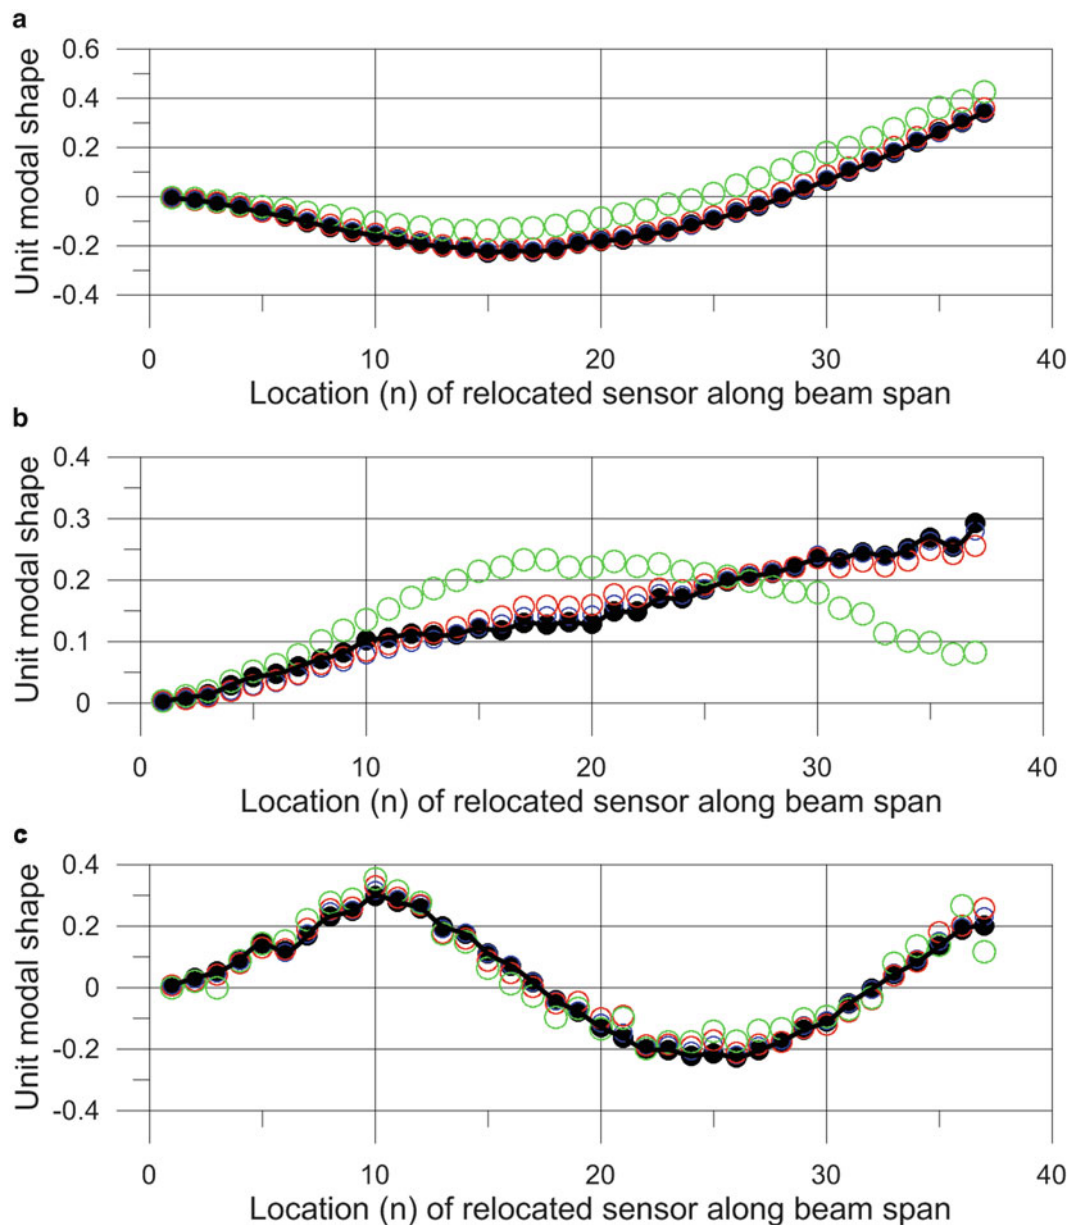 a
Unit modal shape
0.6
0.4
0.2
0
-0.2
-0.4
0 10 20 30 40
Location (n) of relocated sensor along beam span
b
Unit modal shape
0.4
0.3
0.2
0.1
0
0 10 20 30 40
Location (n) of relocated sensor along beam span
c
Unit modal shape
0.4
0.2
0
-0.2
-0.4
0 10 20 30 40
Location (n) of relocated sensor along beam span